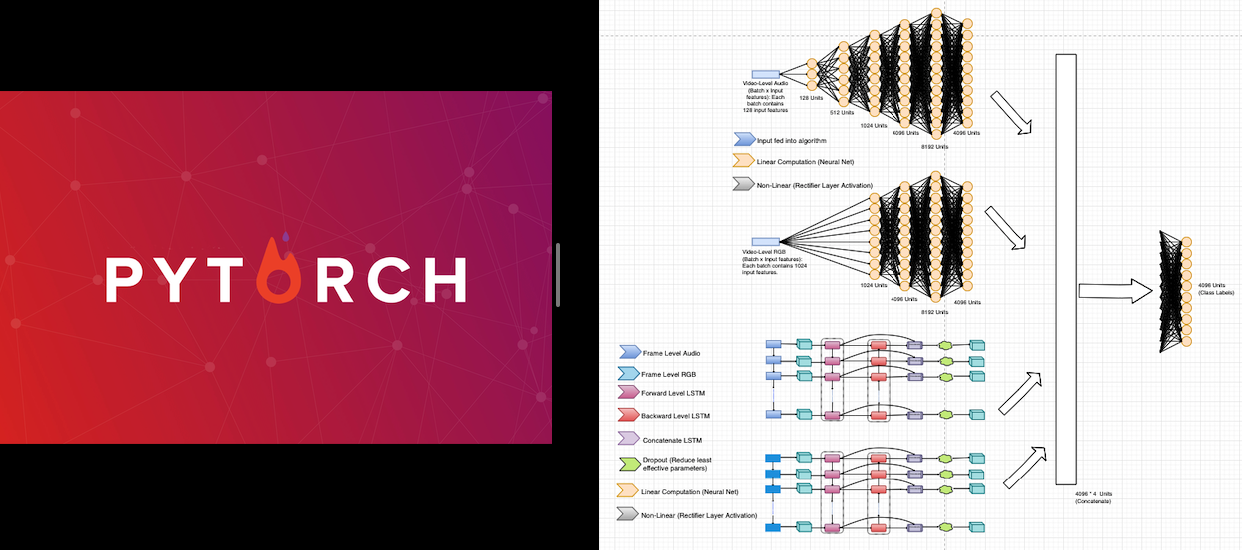 PYTORCH
Video-Level Audio
(Batch x Input
features): Each
batch contains
128 input features
128 Units
512 Units
1024 Units
4096 Units
8192 Units
4096 Units
Input fed into algorithm
Linear Computation (Neural Net)
Non-Linear (Rectifier Layer Activation)
Video-Level RGB
(Batch x Input features):
Each batch contains 1024
input features.
1024 Units
4096 Units
8192 Units
4096 Units
4096 Units
(Class Labels)
Frame Level Audio
Frame Level RGB
Forward Level LSTM
Backward Level LSTM
Concatenate LSTM
Dropout (Reduce least
effective parameters)
Linear Computation (Neural Net)
Non-Linear (Rectifier Layer Activation)
4096 * 4 Units
(Concatenate)